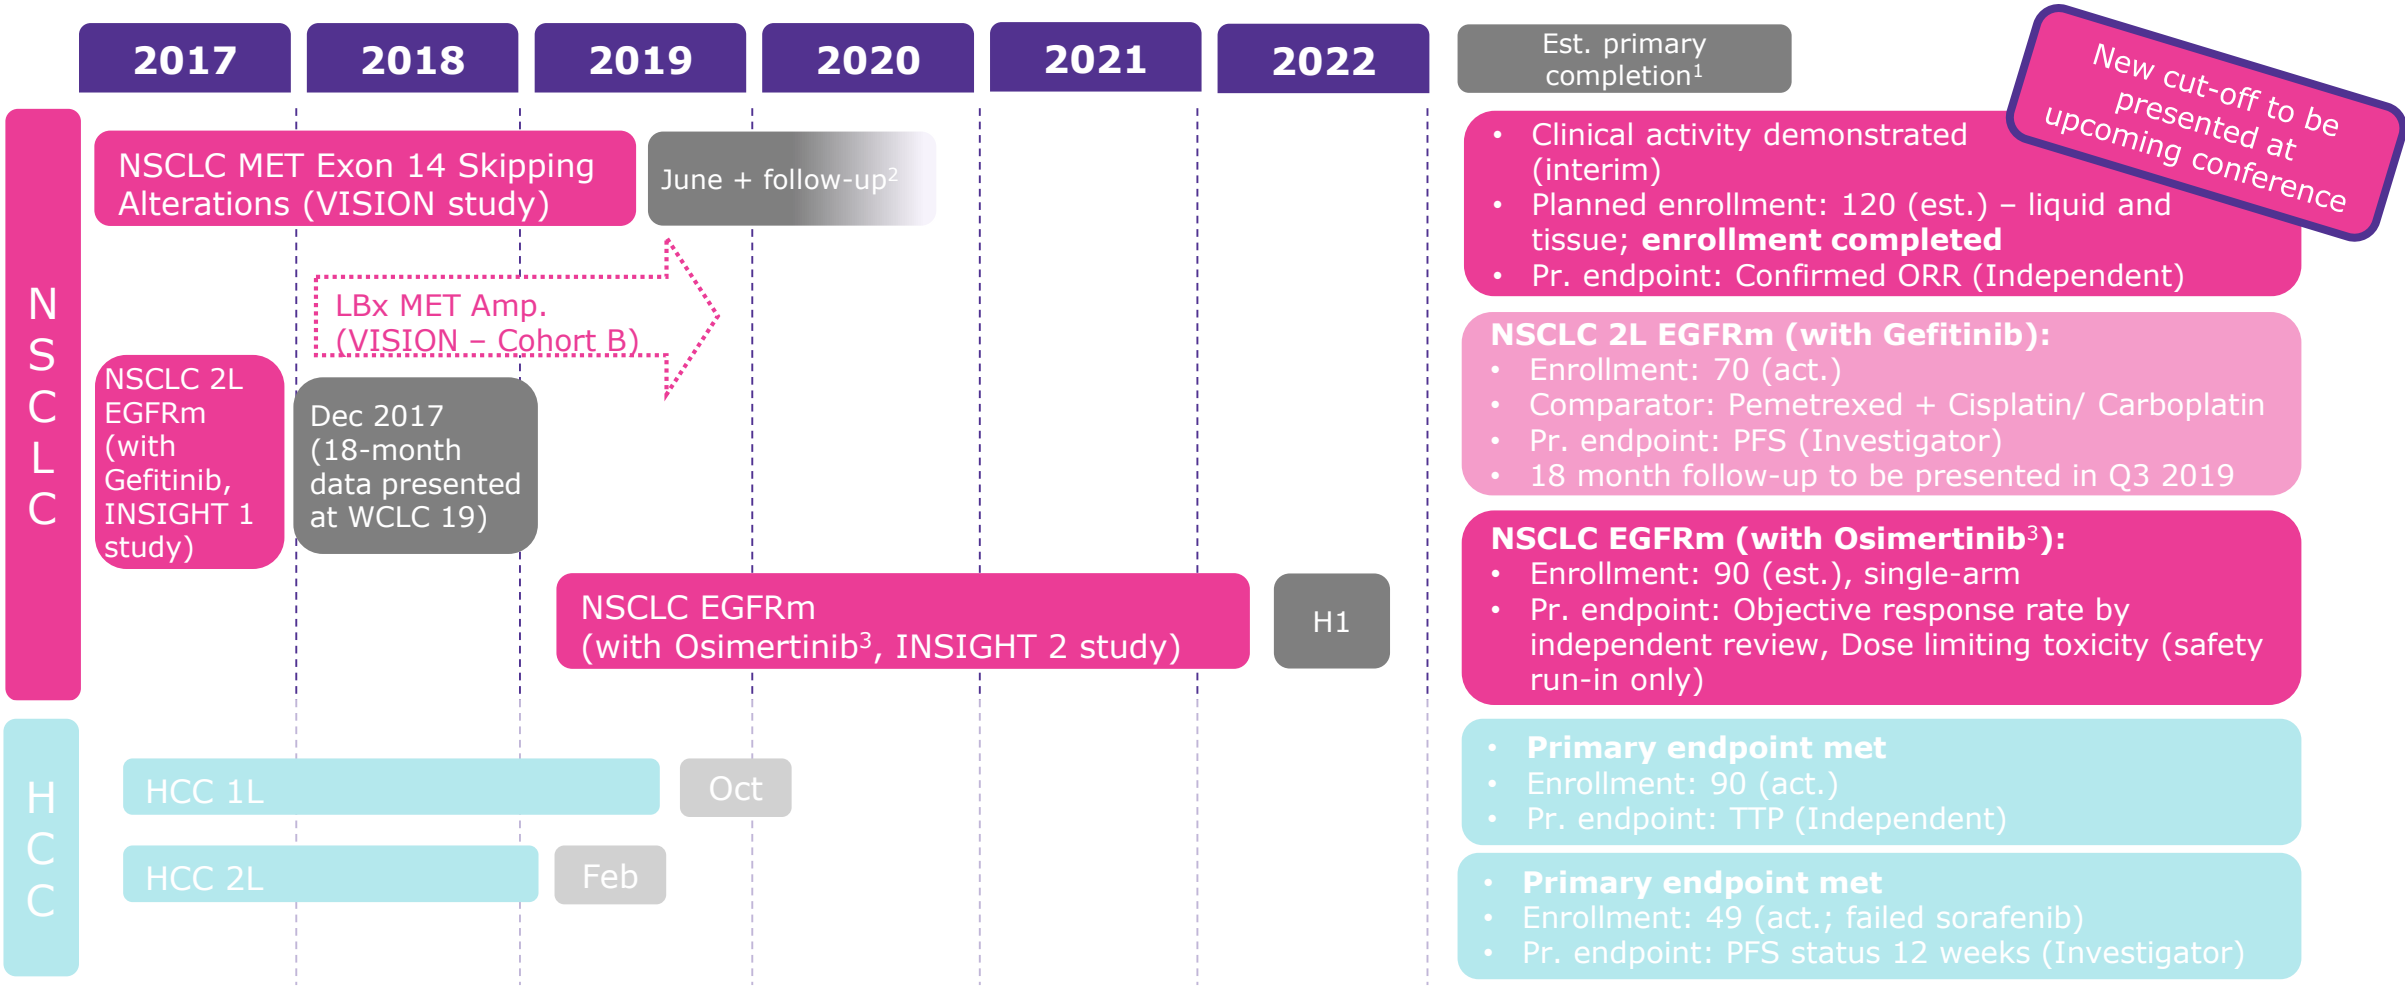 2017
2018
2019
2020
2021
2022
Est. primary
completion¹
New cut-off to be
presented at
upcoming conference
NSCLC
NSCLC MET Exon 14 Skipping
Alterations (VISION study)
June + follow-up²
LBx MET Amp.
(VISION – Cohort B)
NSCLC 2L
EGFRm
(with
Gefitinib,
INSIGHT 1
study)
Dec 2017
(18-month
data presented
at WCLC 19)
NSCLC EGFRm
(with Osimertinib³, INSIGHT 2 study)
H1
• Clinical activity demonstrated
(interim)
• Planned enrollment: 120 (est.) – liquid and
tissue; enrollment completed
• Pr. endpoint: Confirmed ORR (Independent)
NSCLC 2L EGFRm (with Gefitinib):
• Enrollment: 70 (act.)
• Comparator: Pemetrexed + Cisplatin/ Carboplatin
• Pr. endpoint: PFS (Investigator)
• 18 month follow-up to be presented in Q3 2019
NSCLC EGFRm (with Osimertinib³):
• Enrollment: 90 (est.), single-arm
• Pr. endpoint: Objective response rate by
independent review, Dose limiting toxicity (safety
run-in only)
HCC
HCC 1L
Oct
HCC 2L
Feb
• Primary endpoint met
• Enrollment: 90 (act.)
• Pr. endpoint: TTP (Independent)
• Primary endpoint met
• Enrollment: 49 (act.; failed sorafenib)
• Pr. endpoint: PFS status 12 weeks (Investigator)